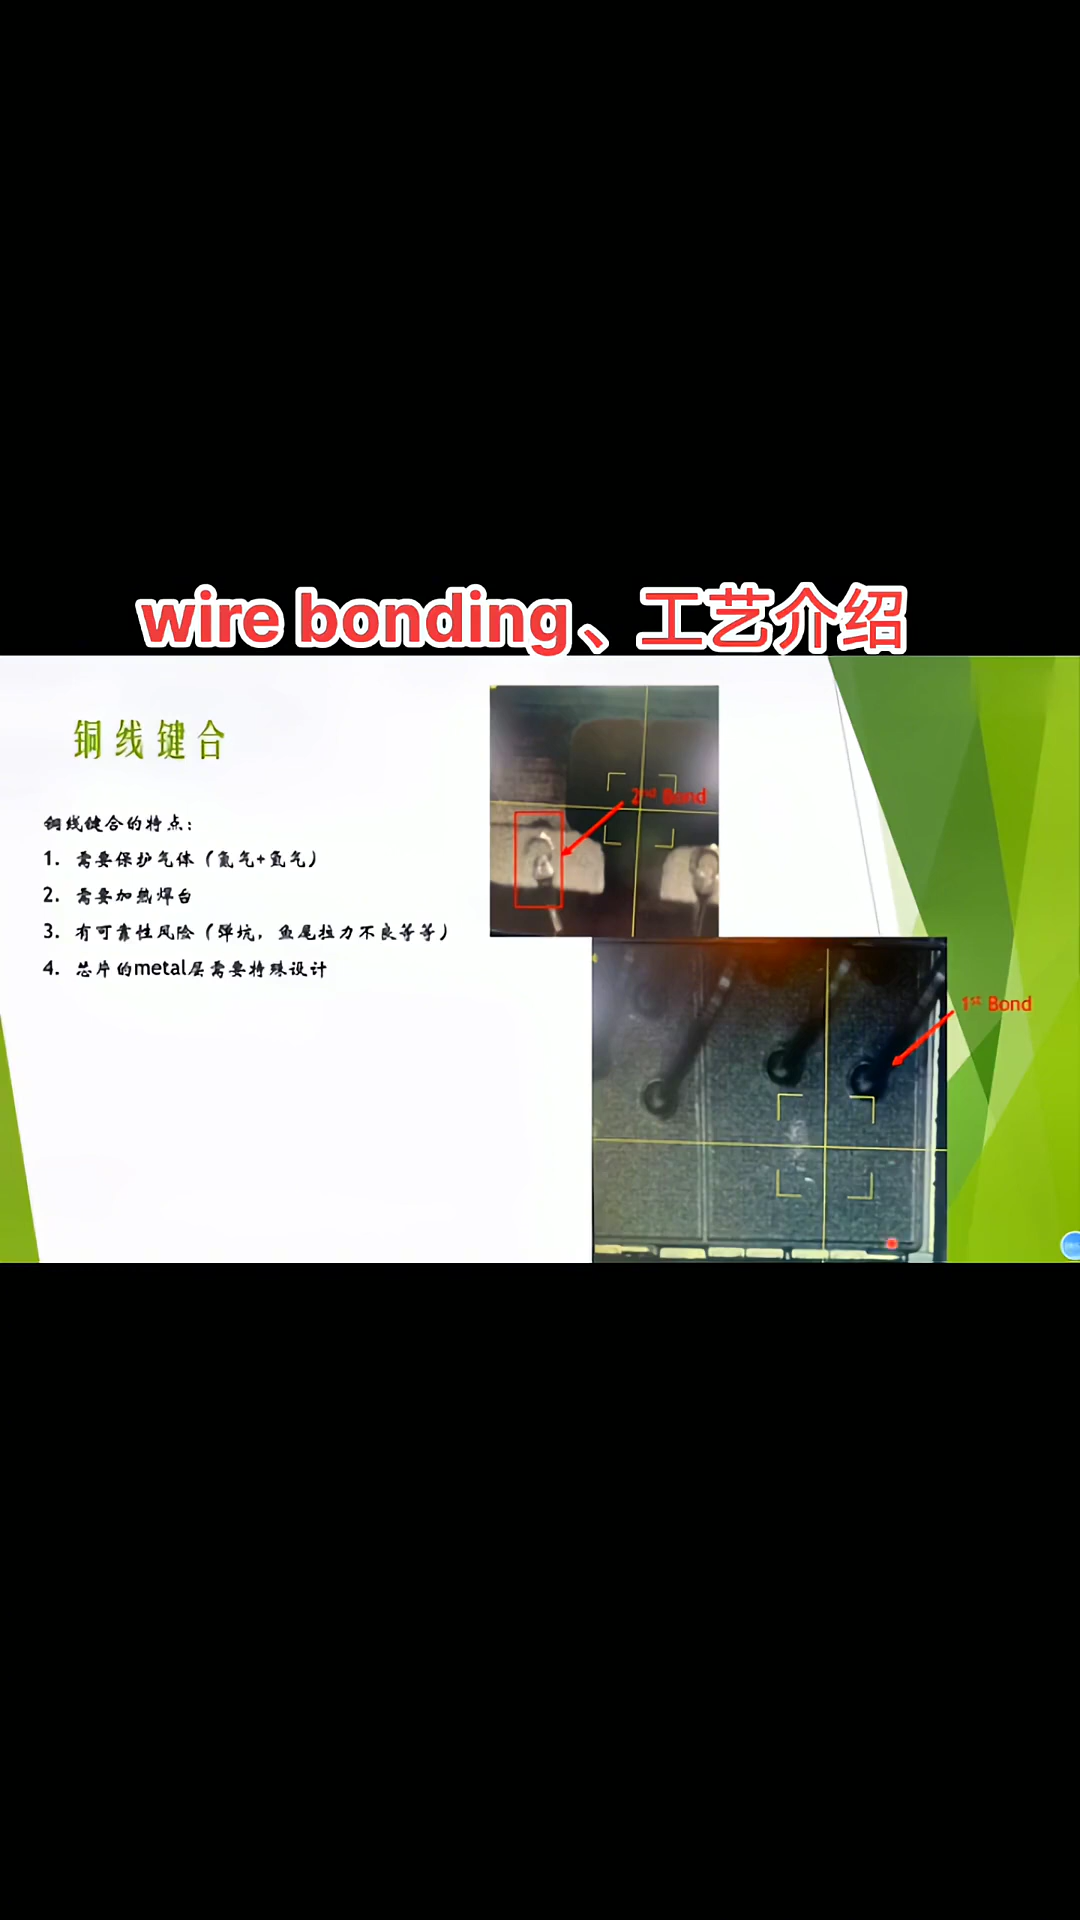 wire bonding、工艺介绍
铜线键合
铜线键合的特点：
1. 需要保护气体（氮气+氢气）
2. 需要加热焊台
3. 有可靠性风险（弹坑，鱼尾拉力不良等等）
4. 芯片的metal层需要特殊设计
2nd Bond
1st Bond